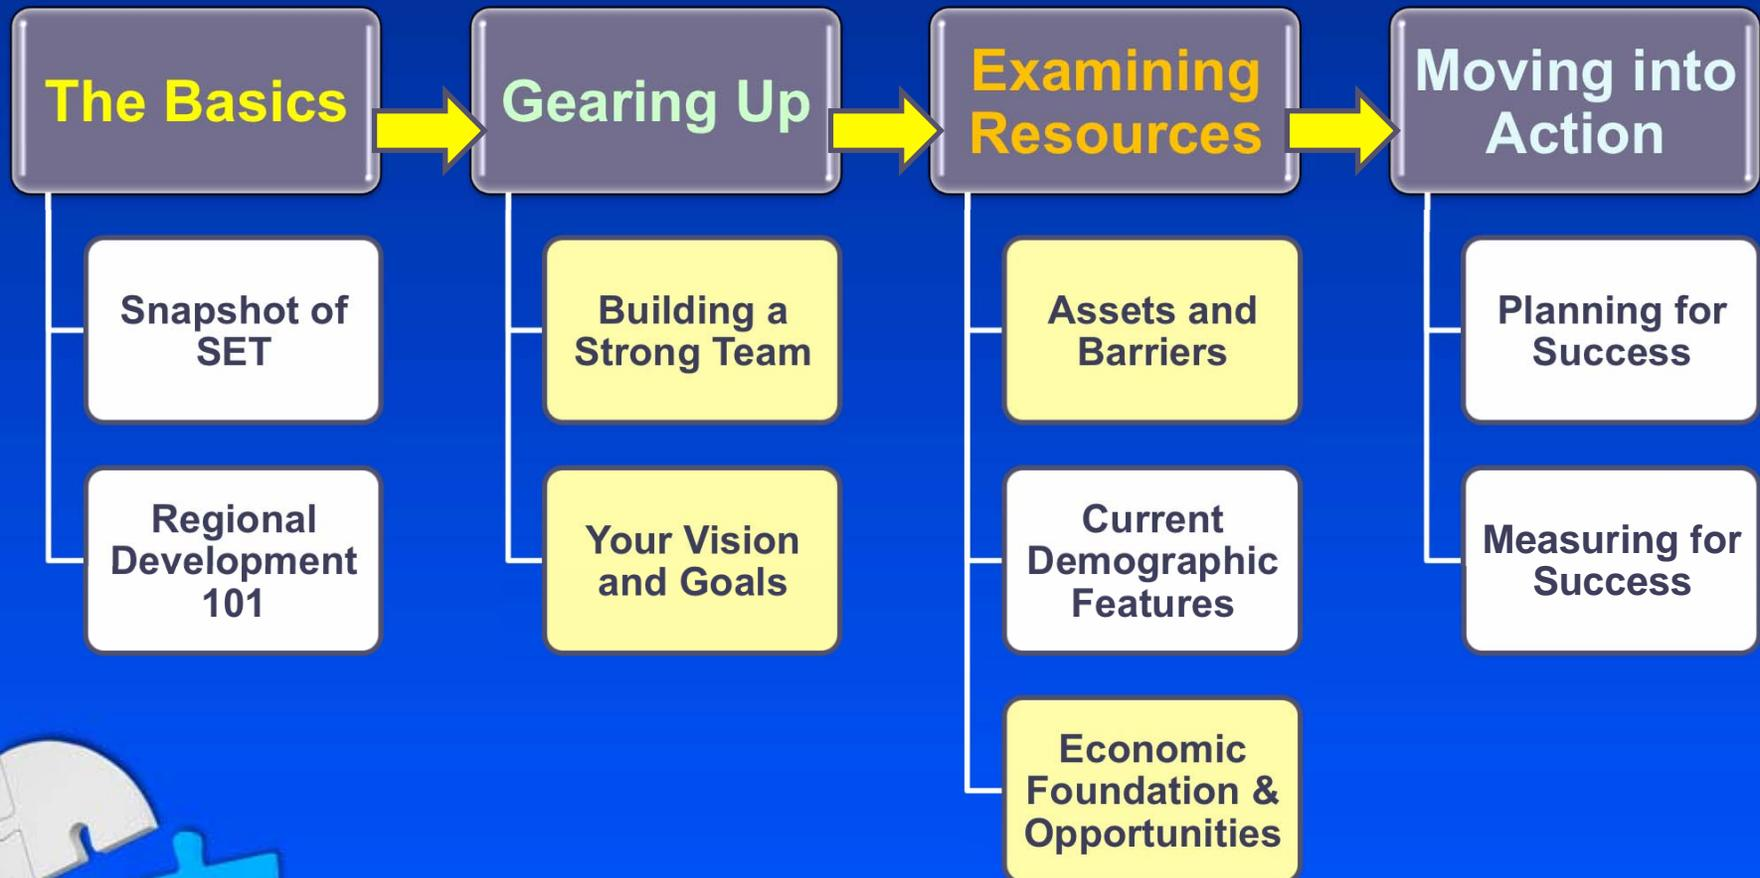 The Basics
Snapshot of
SET
Regional
Development
101
Gearing Up
Building a
Strong Team
Your Vision
and Goals
Examining
Resources
Assets and
Barriers
Current
Demographic
Features
Economic
Foundation &
Opportunities
Moving into
Action
Planning for
Success
Measuring for
Success